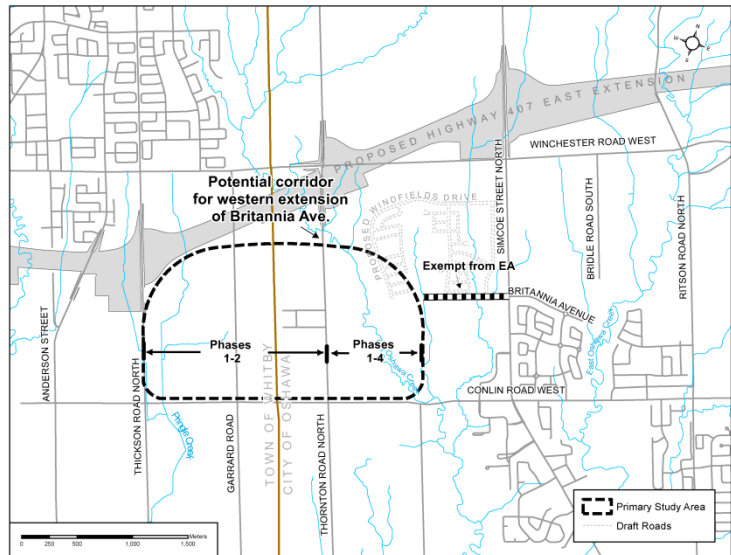 N
W
E
S
PROPOSED HIGHWAY 407 EAST EXTENSION
WINCHESTER ROAD WEST
Potential corridor
for western extension
of Britannia Ave.
PROPOSED WINDFIELDS DRIVE
SIMCOE STREET NORTH
BRIDLE ROAD SOUTH
RITSON ROAD NORTH
Exempt from EA
BRITANNIA AVENUE
ANDERSON STREET
THICKSON ROAD NORTH
Phases
1-2
Phases
1-4
Oshawa Creek
East Oshawa Creek
CONLIN ROAD WEST
Pringle Creek
GARRARD ROAD
TOWN OF WHITBY
CITY OF OSHAWA
THORNTON ROAD NORTH
Primary Study Area
Draft Roads
Meters
0 250 500 1,000 1,500